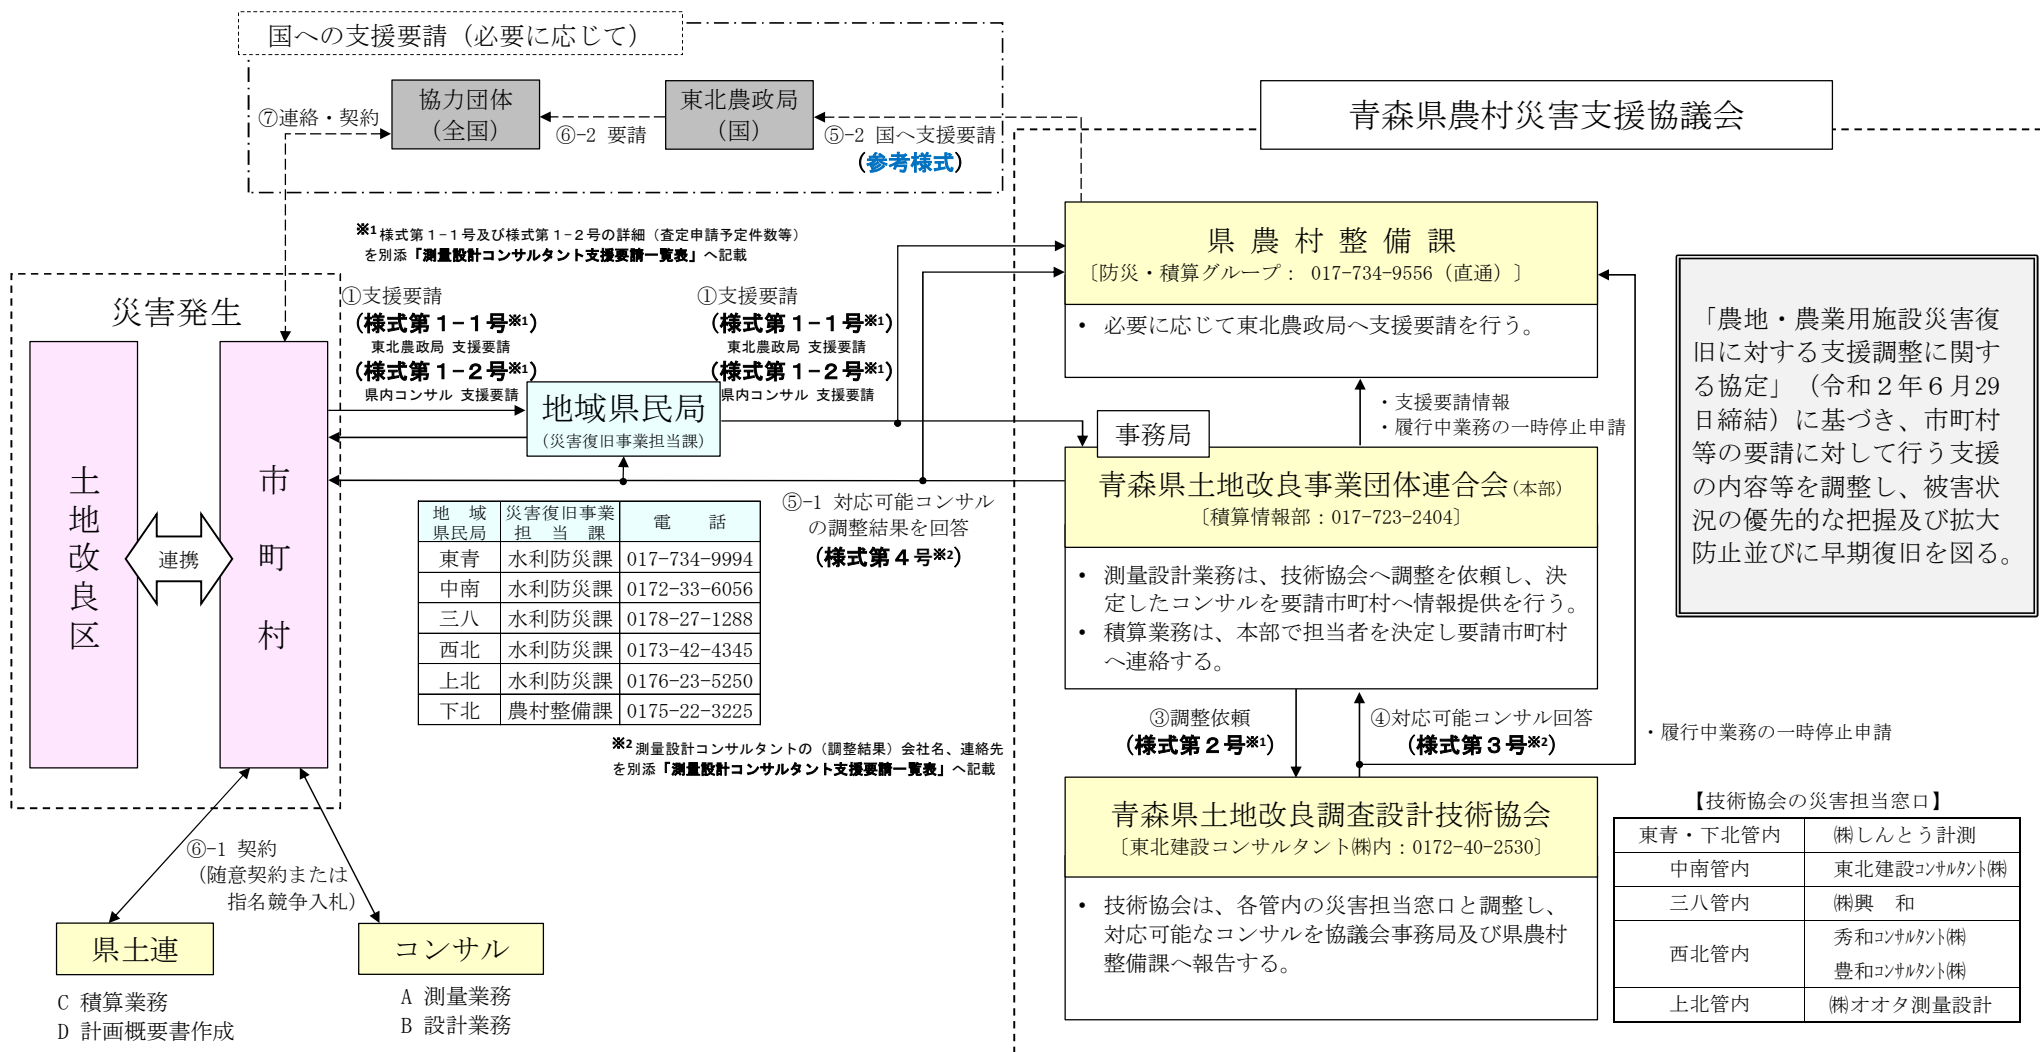 国への支援要請（必要に応じて）
協力団体
（全国）
東北農政局
（国）
⑦連絡・契約
⑥-2 要請
⑤-2 国へ支援要請
（参考様式）
青森県農村災害支援協議会
※1 様式第１-１号及び様式第１-２号の詳細（査定申請予定件数等）
を別添「測量設計コンサルタント支援要請一覧表」へ記載
災害発生
土地改良区
連携
市町村
①支援要請
（様式第１-１号※1）
東北農政局 支援要請
（様式第１-２号※1）
県内コンサル 支援要請
地域県民局
（災害復旧事業担当課）
①支援要請
（様式第１-１号※1）
東北農政局 支援要請
（様式第１-２号※1）
県内コンサル 支援要請
県農村整備課
〔防災・積算グループ： 017-734-9556（直通）〕
• 必要に応じて東北農政局へ支援要請を行う。
・支援要請情報
・履行中業務の一時停止申請
事務局
青森県土地改良事業団体連合会(本部)
〔積算情報部：017-723-2404〕
• 測量設計業務は、技術協会へ調整を依頼し、決
定したコンサルを要請市町村へ情報提供を行う。
• 積算業務は、本部で担当者を決定し要請市町村
へ連絡する。
「農地・農業用施設災害復
旧に対する支援調整に関す
る協定」（令和２年６月29
日締結）に基づき、市町村
等の要請に対して行う支援
の内容等を調整し、被害状
況の優先的な把握及び拡大
防止並びに早期復旧を図る。
⑤-1 対応可能コンサル
の調整結果を回答
（様式第４号※2）
地　域 県民局　災害復旧事業 担　当　課　電　　話
東青　水利防災課　017-734-9994
中南　水利防災課　0172-33-6056
三八　水利防災課　0178-27-1288
西北　水利防災課　0173-42-4345
上北　水利防災課　0176-23-5250
下北　農村整備課　0175-22-3225
※2 測量設計コンサルタントの（調整結果）会社名、連絡先
を別添「測量設計コンサルタント支援要請一覧表」へ記載
③調整依頼
（様式第２号※1）
④対応可能コンサル回答
（様式第３号※2）
・履行中業務の一時停止申請
青森県土地改良調査設計技術協会
〔東北建設コンサルタント㈱内：0172-40-2530〕
• 技術協会は、各管内の災害担当窓口と調整し、
対応可能なコンサルを協議会事務局及び県農村
整備課へ報告する。
【技術協会の災害担当窓口】
東青・下北管内　㈱しんとう計測
中南管内　東北建設ｺﾝｻﾙﾀﾝﾄ㈱
三八管内　㈱興　和
西北管内　秀和ｺﾝｻﾙﾀﾝﾄ㈱
豊和ｺﾝｻﾙﾀﾝﾄ㈱
上北管内　㈱オオタ測量設計
⑥-1 契約
（随意契約または
指名競争入札）
県土連
C 積算業務
D 計画概要書作成
コンサル
A 測量業務
B 設計業務